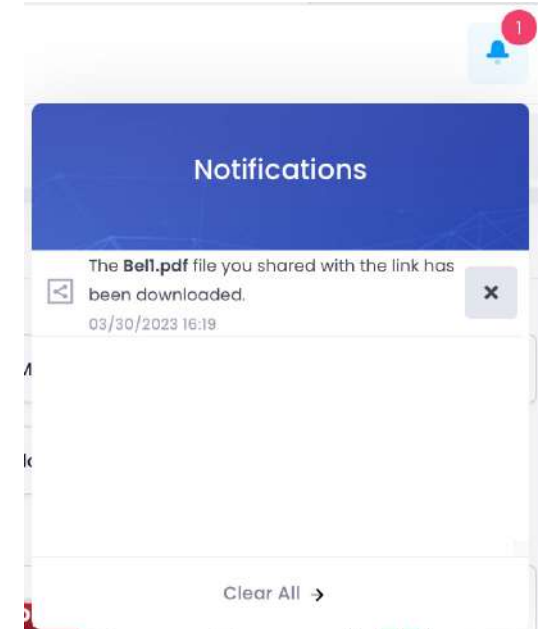 1
Notifications
The Bel1.pdf file you shared with the link has
been downloaded.
03/30/2023 16:19
Clear All